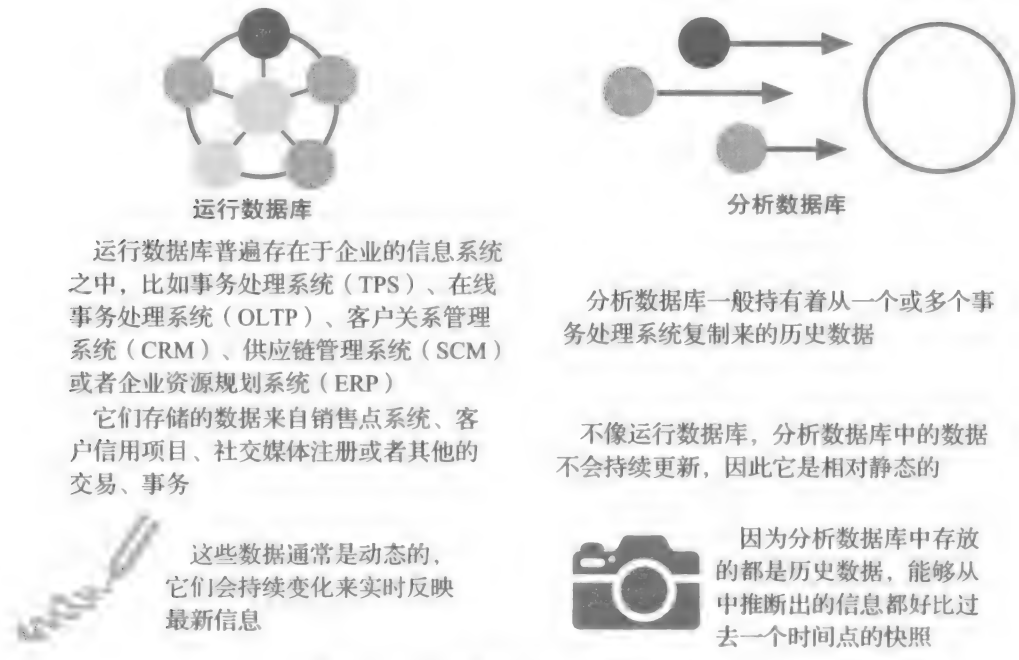 运行数据库
运行数据库普遍存在于企业的信息系统
之中，比如事务处理系统（TPS）、在线
事务处理系统（OLTP）、客户关系管理
系统（CRM）、供应链管理系统（SCM）
或者企业资源规划系统（ERP）
它们存储的数据来自销售点系统、客
户信用项目、社交媒体注册或者其他的
交易、事务
这些数据通常是动态的，
它们会持续变化来实时反映
最新信息
分析数据库
分析数据库一般持有着从一个或多个事
务处理系统复制来的历史数据
不像运行数据库，分析数据库中的数据
不会持续更新，因此它是相对静态的
因为分析数据库中存放
的都是历史数据，能够从
中推断出的信息都好比过
去一个时间点的快照